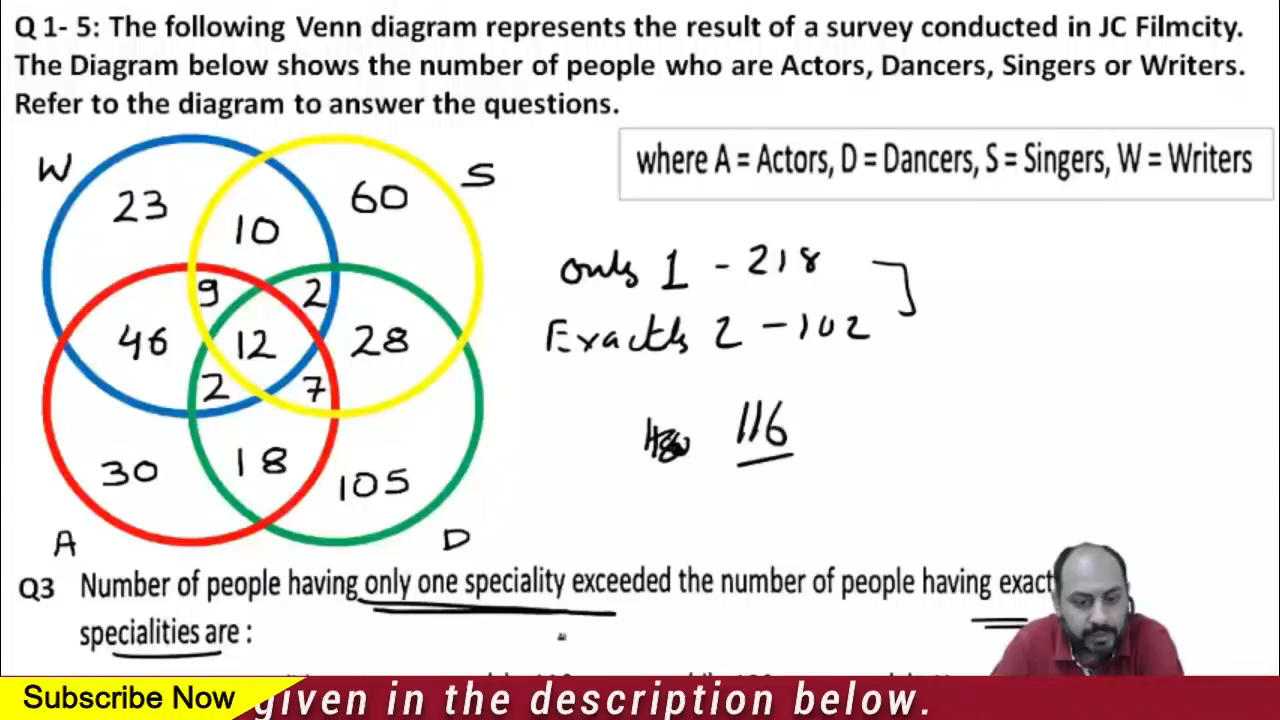 Q 1- 5: The following Venn diagram represents the result of a survey conducted in JC Filmcity.
The Diagram below shows the number of people who are Actors, Dancers, Singers or Writers.
Refer to the diagram to answer the questions.
where A = Actors, D = Dancers, S = Singers, W = Writers
W
S
23
10
60
9
2
46
12
28
2
7
30
18
105
A
D
only 1 - 218
Exactly 2 - 102
116
Q3 Number of people having only one speciality exceeded the number of people having exact
specialities are :
Subscribe Now
given in the description below.